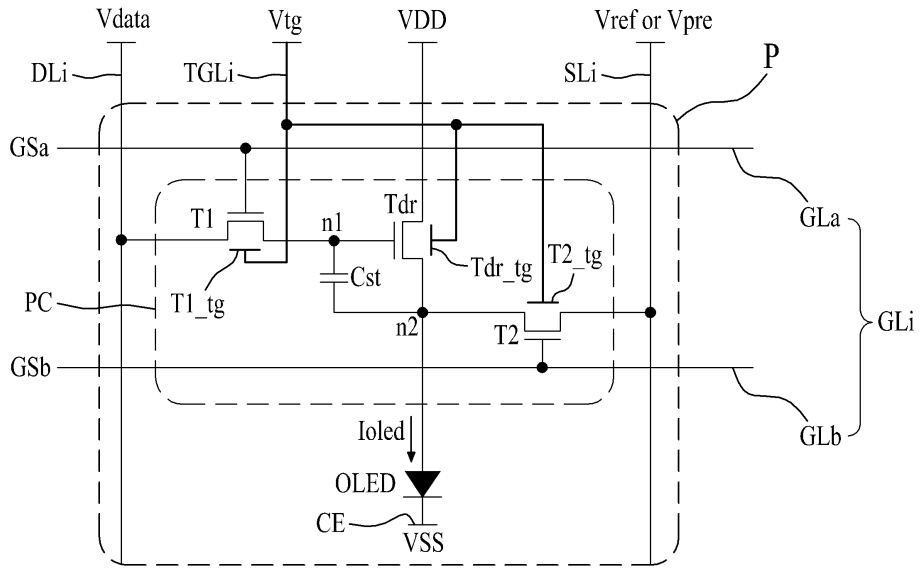 Vdata
Vtg
VDD
Vref or Vpre
DLi
TGLi
SLi
P
GSa
GLa
T1
n1
Tdr
T2_tg
Tdr_tg
Cst
T1_tg
PC
n2
T2
GLi
GSb
GLb
Ioled
OLED
CE
VSS